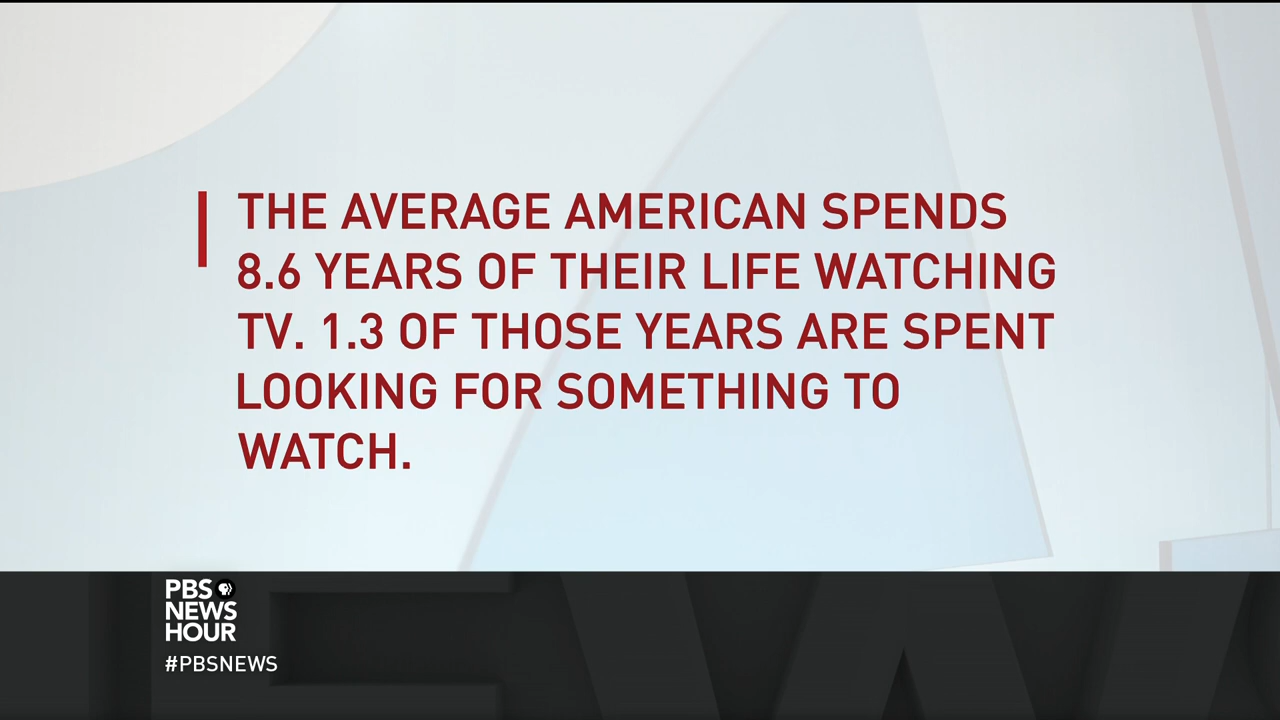 THE AVERAGE AMERICAN SPENDS
8.6 YEARS OF THEIR LIFE WATCHING
TV. 1.3 OF THOSE YEARS ARE SPENT
LOOKING FOR SOMETHING TO
WATCH.
PBS
NEWS
HOUR
#PBSNEWS